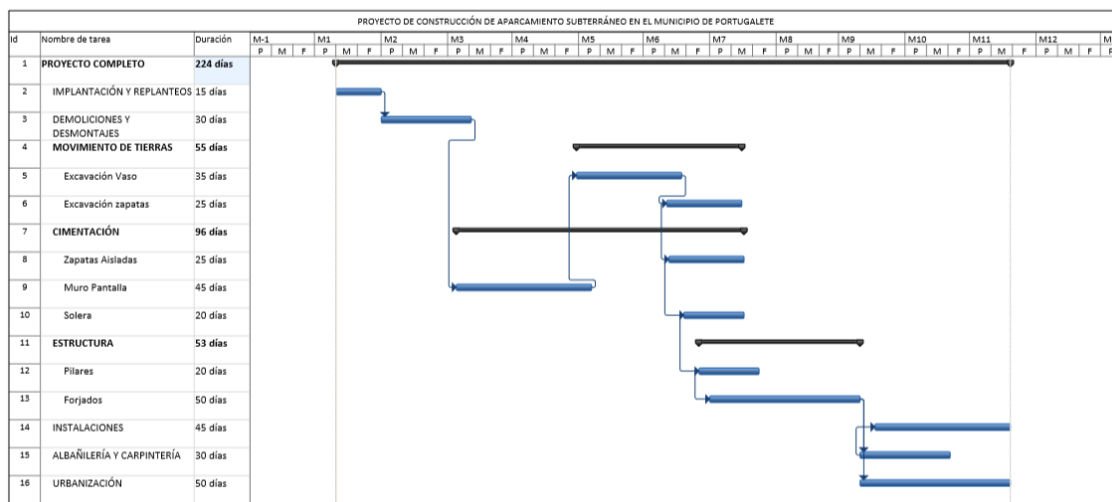 PROYECTO DE CONSTRUCCIÓN DE APARCAMIENTO SUBTERRÁNEO EN EL MUNICIPIO DE PORTUGALETE
Id Nombre de tarea Duración M-1 M1 M2 M3 M4 M5 M6 M7 M8 M9 M10 M11 M12
P M F P M F P M F P M F P M F P M F P M F P M F P M F P M F P M F P M F P M F P
1 PROYECTO COMPLETO 224 días
2 IMPLANTACIÓN Y REPLANTEOS 15 días
3 DEMOLICIONES Y 30 días
DESMONTAJES
4 MOVIMIENTO DE TIERRAS 55 días
5 Excavación Vaso 35 días
6 Excavación zapatas 25 días
7 CIMENTACIÓN 96 días
8 Zapatas Aisladas 25 días
9 Muro Pantalla 45 días
10 Solera 20 días
11 ESTRUCTURA 53 días
12 Pilares 20 días
13 Forjados 50 días
14 INSTALACIONES 45 días
15 ALBAÑILERÍA Y CARPINTERÍA 30 días
16 URBANIZACIÓN 50 días